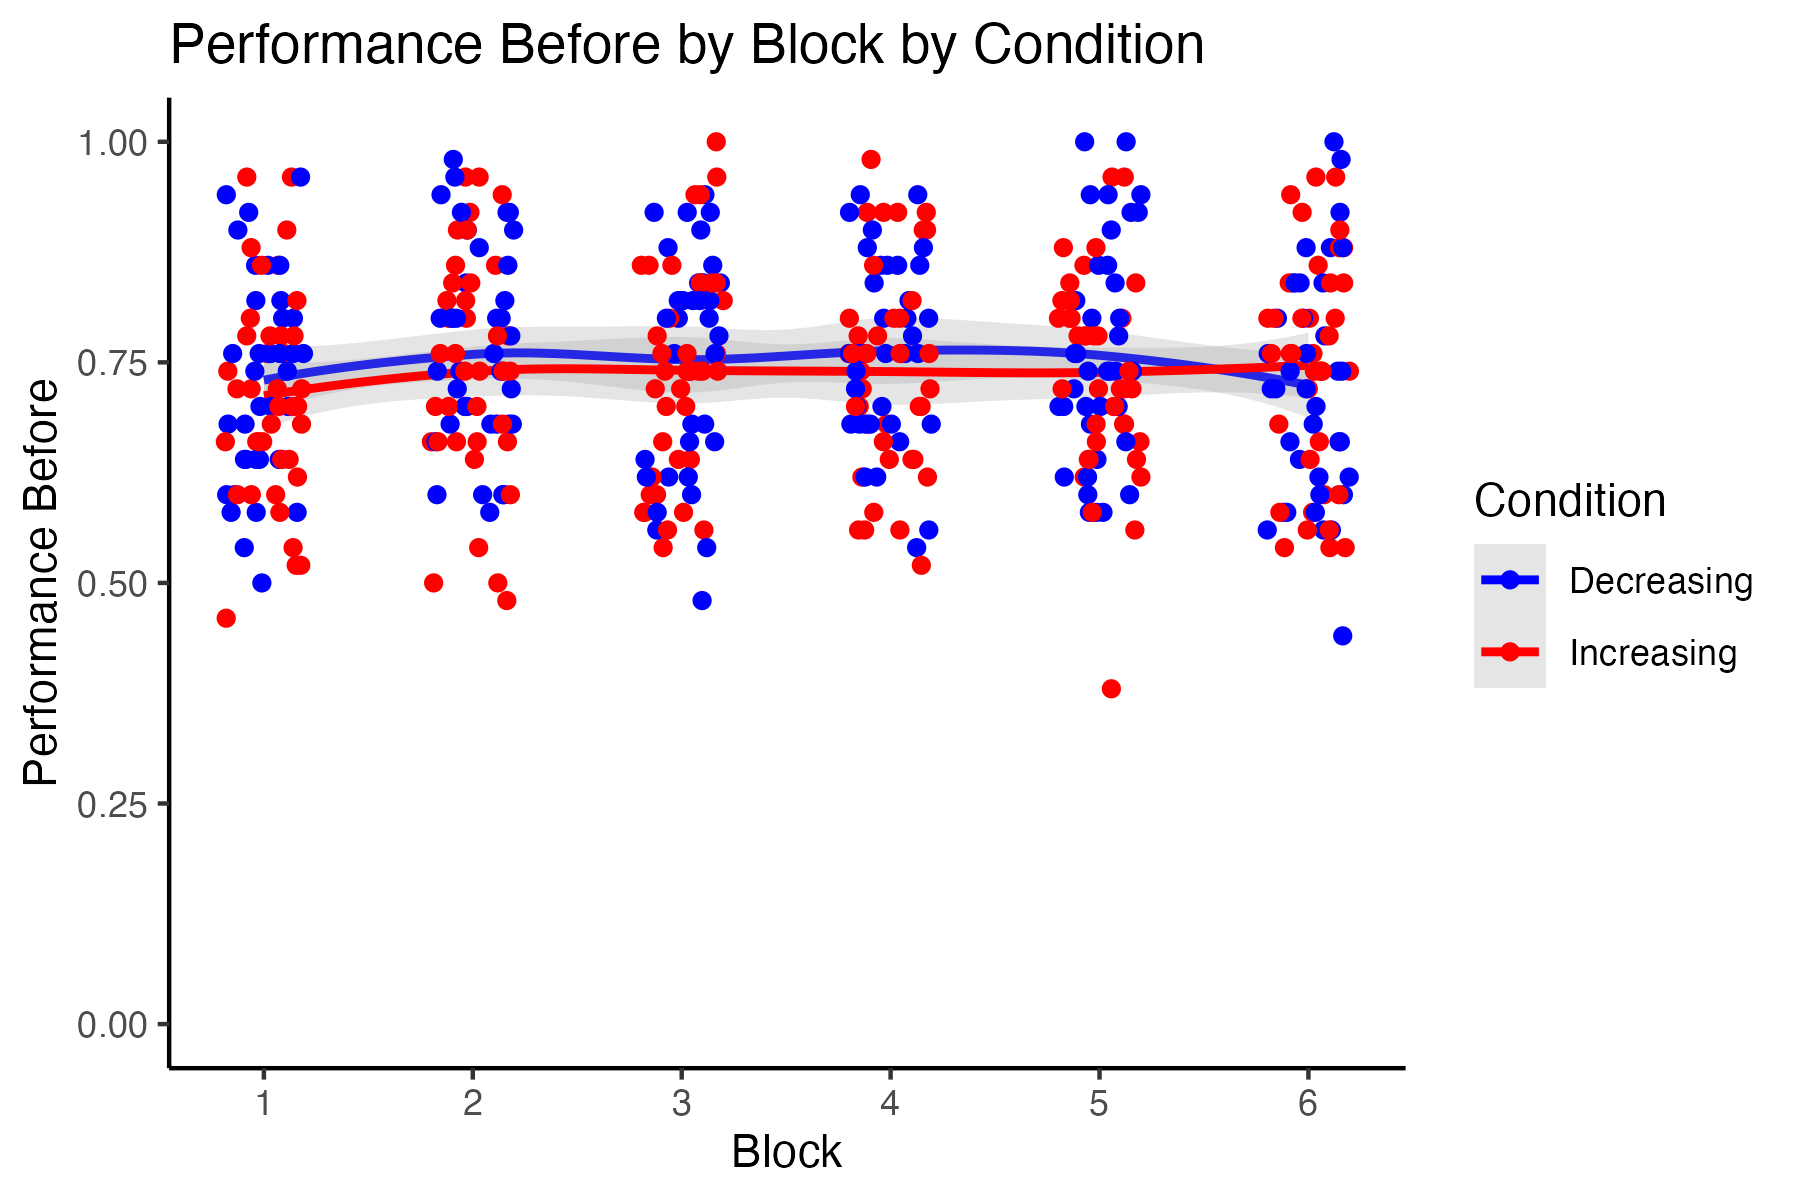 Performance Before by Block by Condition
Performance Before
1.00
0.75
0.50
0.25
0.00
1 2 3 4 5 6
Block
Condition
Decreasing
Increasing